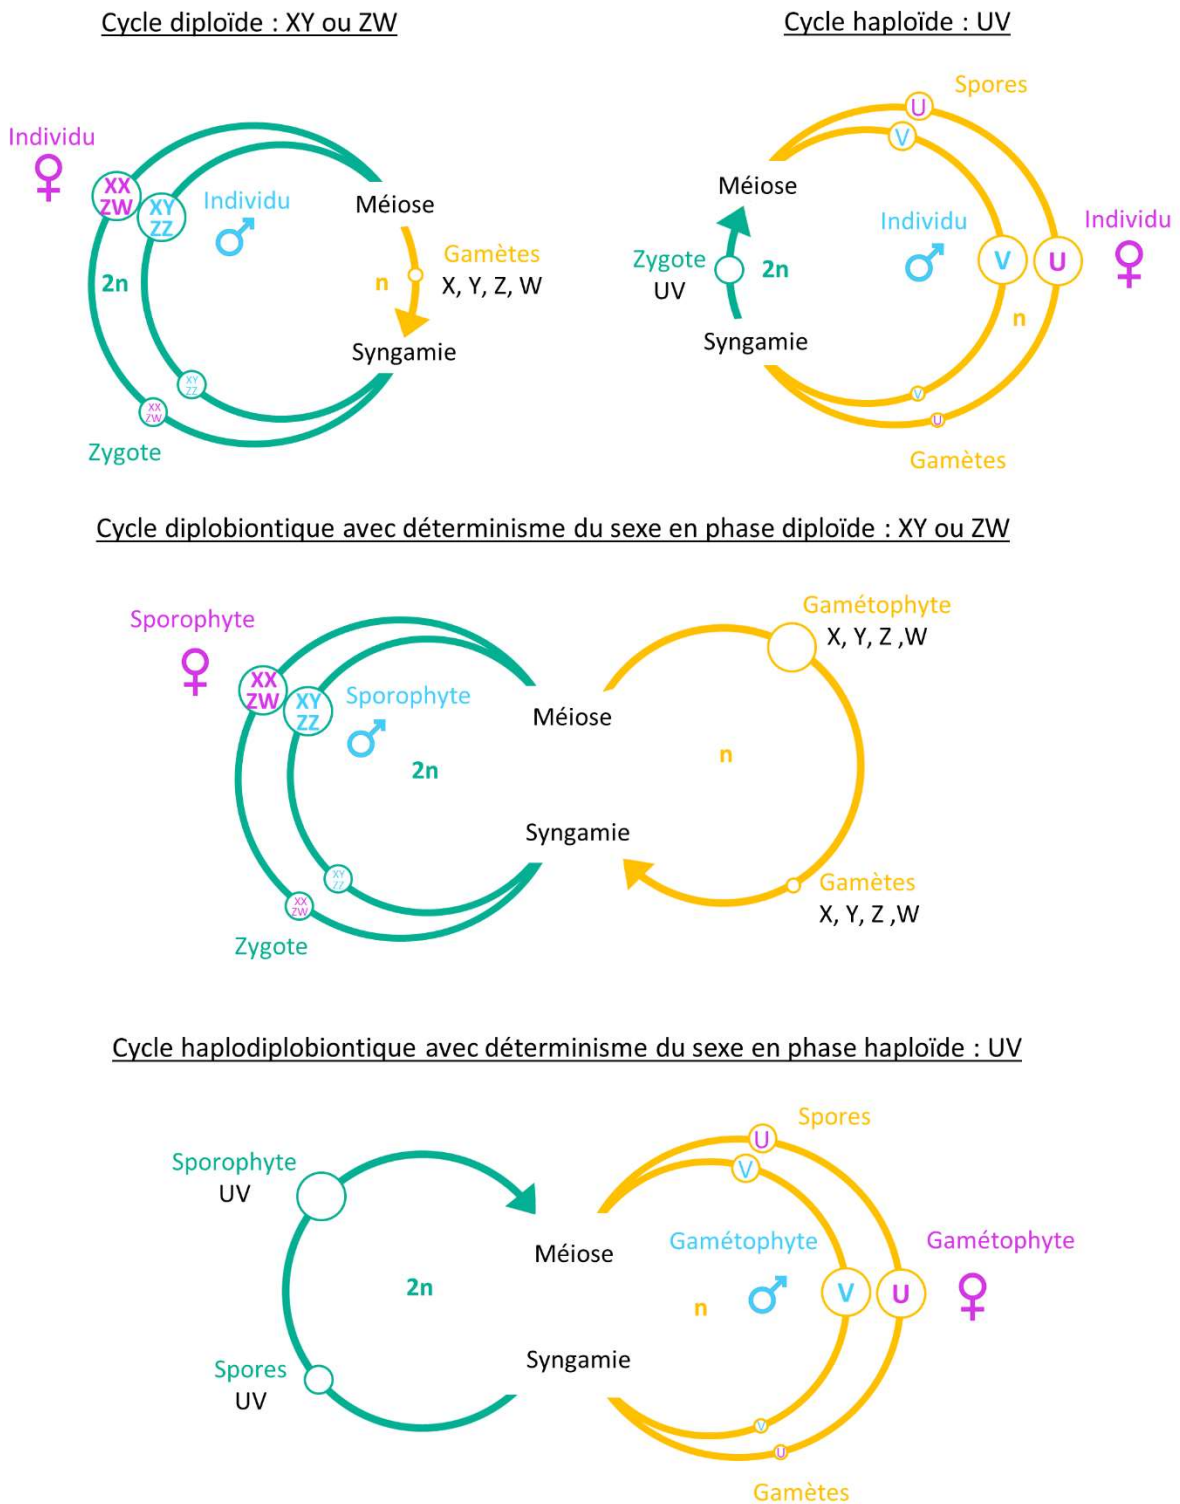 Cycle diploïde : XY ou ZW
Individu
♀
XX
ZW
XY
ZZ
Individu
♂
Méiose
2n
n
Gamètes
X, Y, Z, W
Syngamie
XY
ZZ
XX
ZW
Zygote
Cycle haploïde : UV
Spores
U
V
Méiose
Individu
♂
V
U
Individu
♀
Zygote
UV
2n
n
Syngamie
V
U
Gamètes
Cycle diplobiontique avec déterminisme du sexe en phase diploïde : XY ou ZW
Sporophyte
♀
XX
ZW
XY
ZZ
Sporophyte
♂
2n
Méiose
Gamétophyte
X, Y, Z ,W
n
Syngamie
XY
ZZ
XX
ZW
Zygote
Gamètes
X, Y, Z ,W
Cycle haplodiplobiontique avec déterminisme du sexe en phase haploïde : UV
Sporophyte
UV
2n
Méiose
Spores
UV
Syngamie
Spores
U
V
Gamétophyte
♂
V
U
Gamétophyte
♀
n
V
U
Gamètes